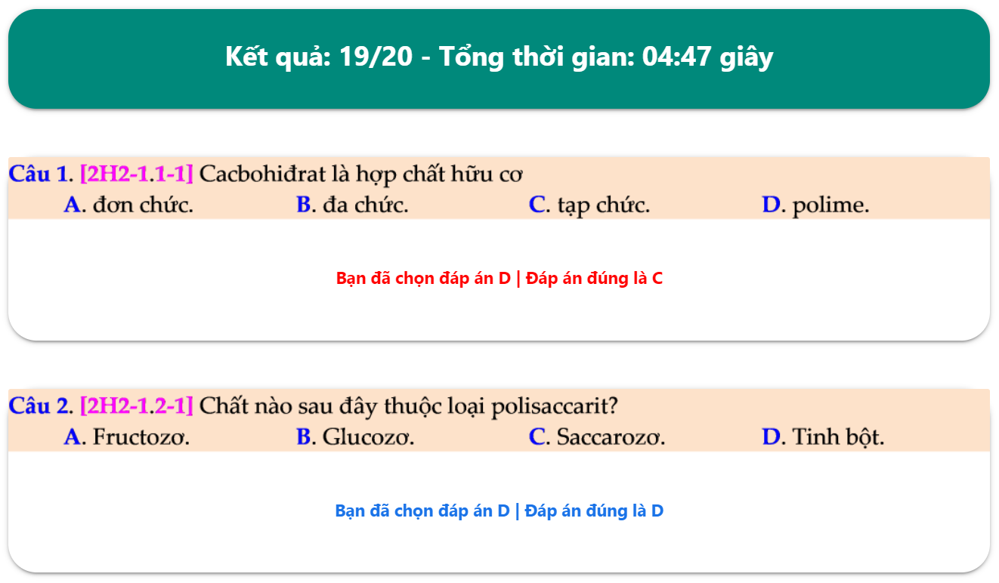 Kết quả: 19/20 - Tổng thời gian: 04:47 giây
Câu 1. [2H2-1.1-1] Cacbohiđrat là hợp chất hữu cơ
A. đơn chức. B. đa chức. C. tạp chức. D. polime.
Bạn đã chọn đáp án D | Đáp án đúng là C
Câu 2. [2H2-1.2-1] Chất nào sau đây thuộc loại polisaccarit?
A. Fructozơ. B. Glucozơ. C. Saccarozơ. D. Tinh bột.
Bạn đã chọn đáp án D | Đáp án đúng là D